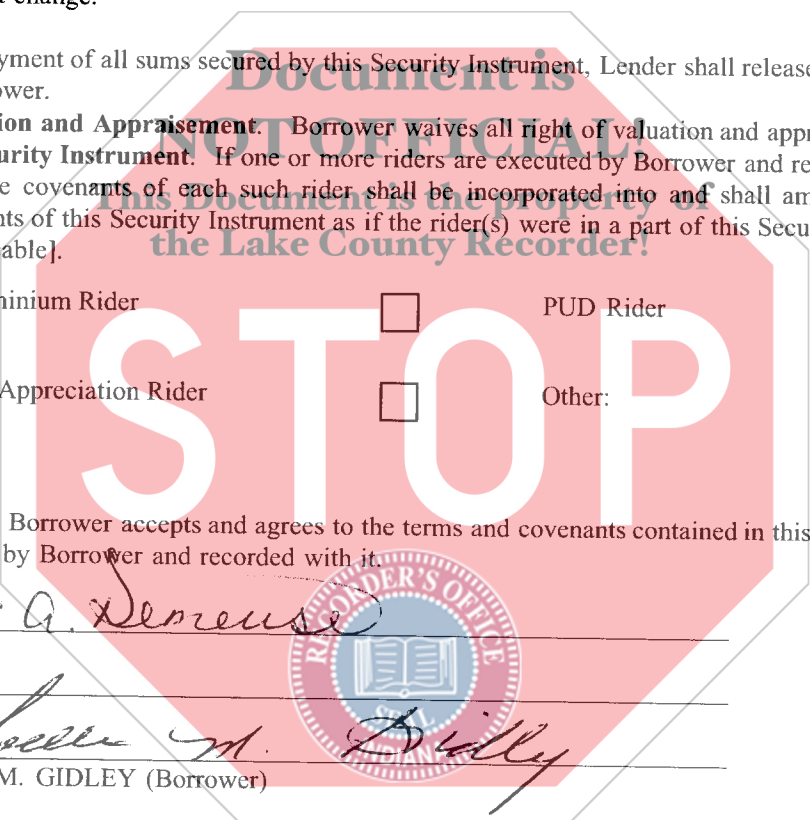 change.
yment of all sums secured by this Security Instrument, Lender shall release
Document is
ower.
ion and Appraisement. Borrower waives all right of valuation and appr
NOT OFFICIAL!
urity Instrument. If one or more riders are executed by Borrower and re
e covenants of each such rider shall be incorporated into and shall am
This Document is the property of
nts of this Security Instrument as if the rider(s) were in a part of this Secu
the Lake County Recorder!
able].
ninium Rider PUD Rider
STOP
Appreciation Rider Other:
Borrower accepts and agrees to the terms and covenants contained in this
by Borrower and recorded with it.
RECORDER'S OFFICE
A. Demeuse
SEAL
M. Gidley
INDIANA
M. GIDLEY (Borrower)